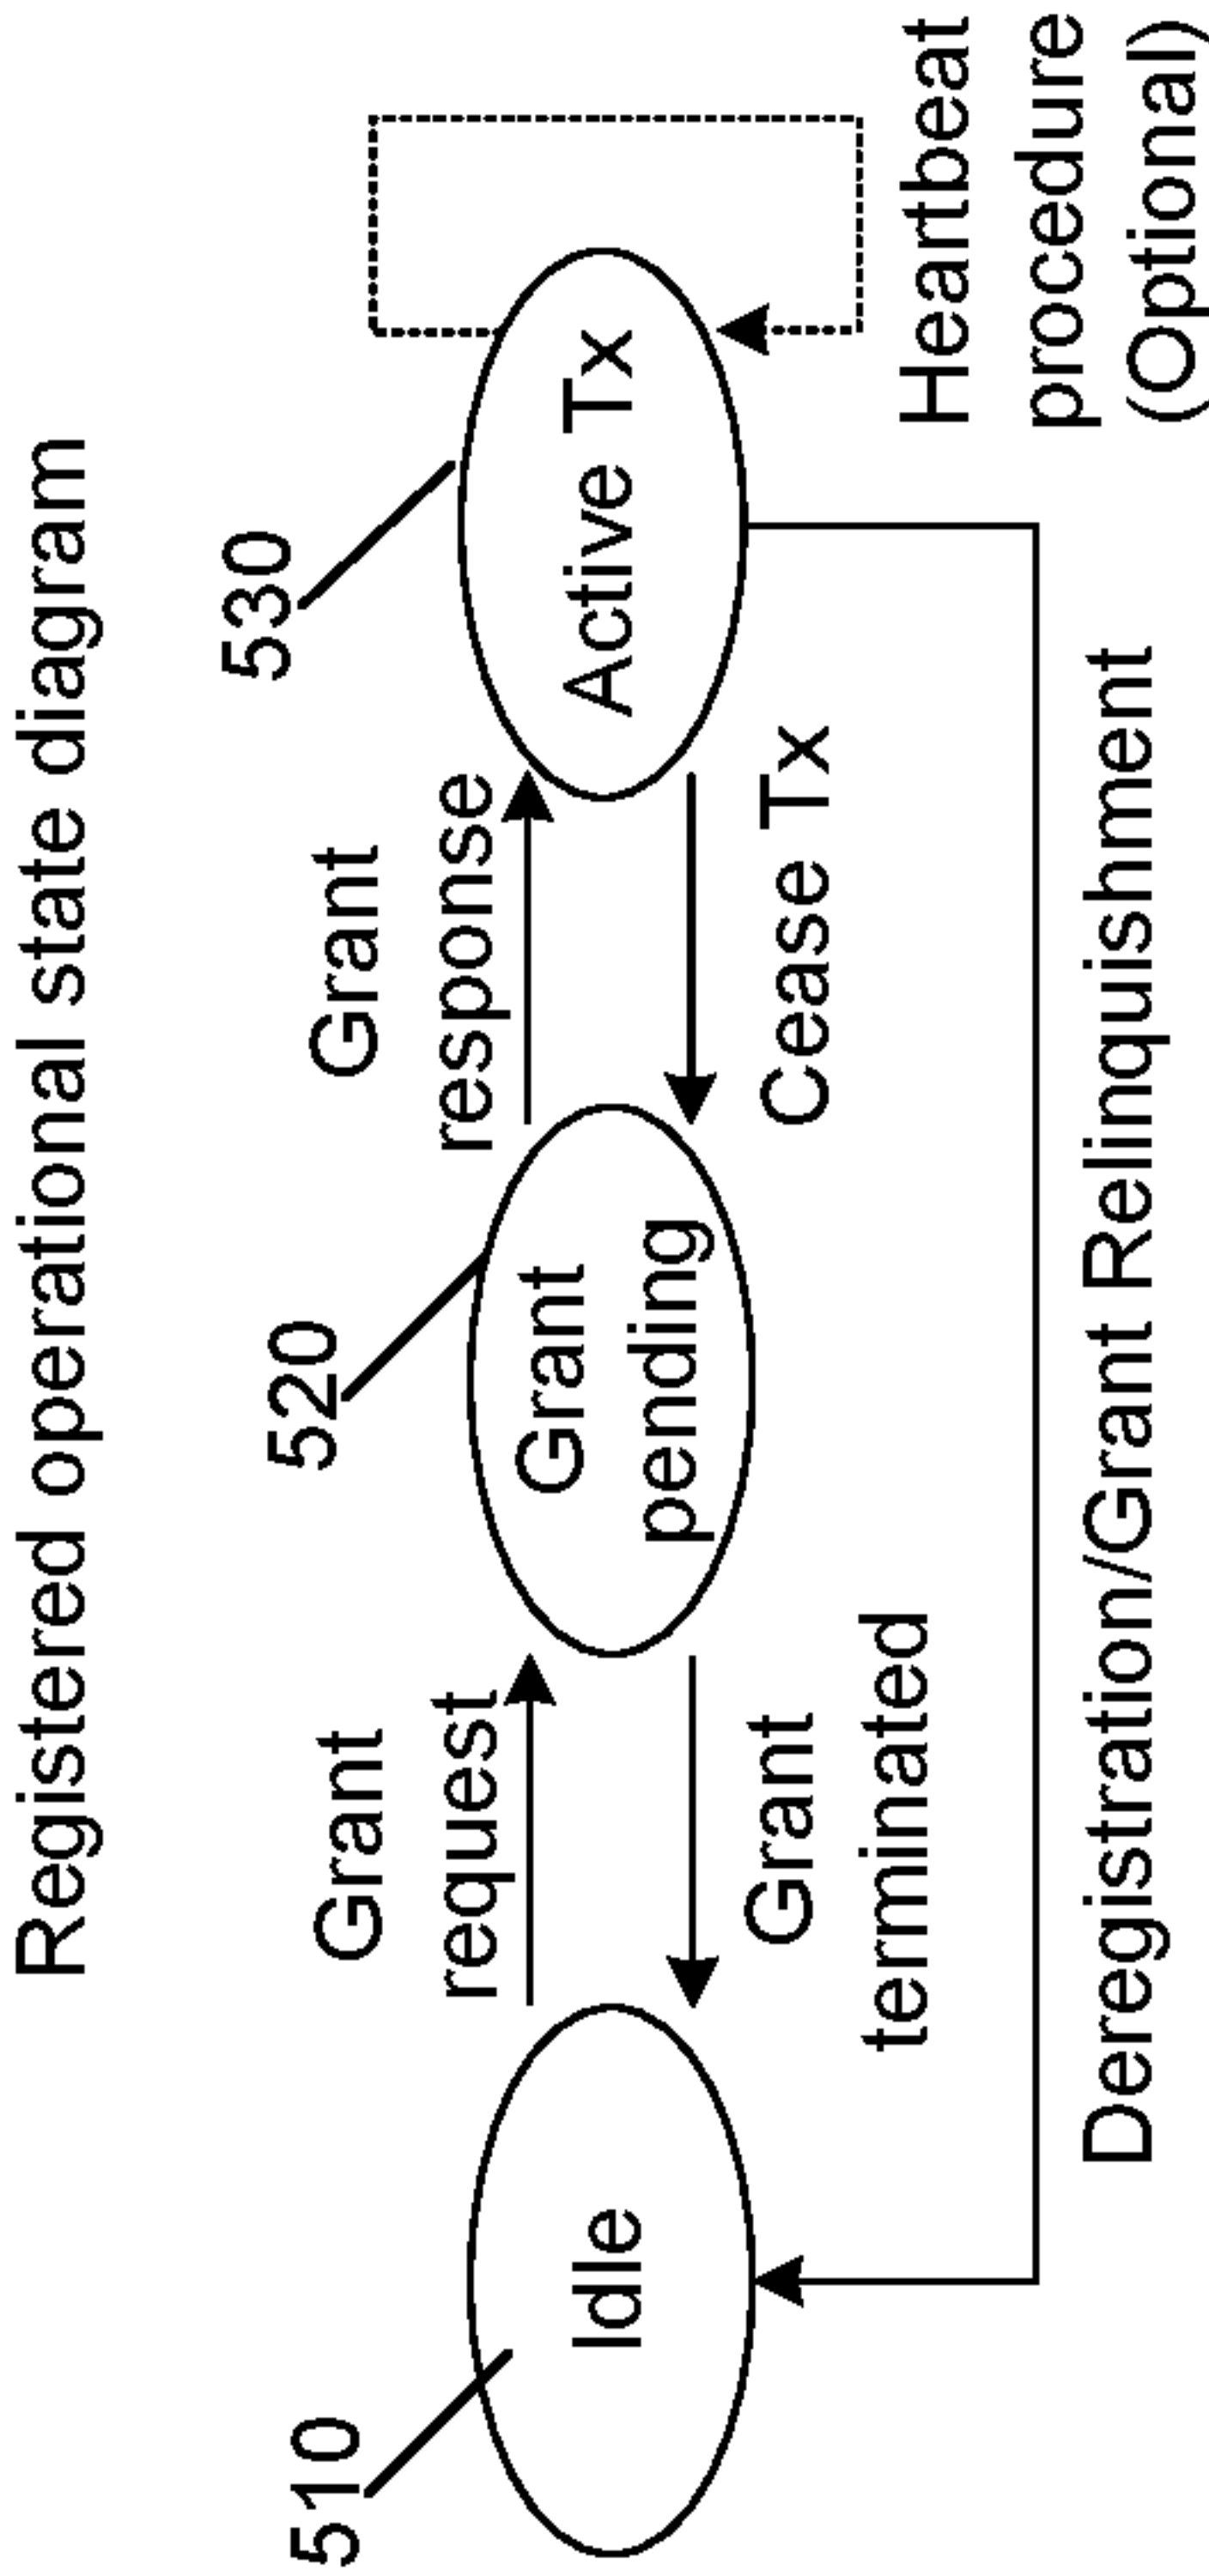 Registered operational state diagram
510
520
530
Idle
Grant
request
Grant
terminated
Grant
pending
Grant
response
Cease Tx
Active Tx
Heartbeat
procedure
(Optional)
Deregistration/Grant Relinquishment